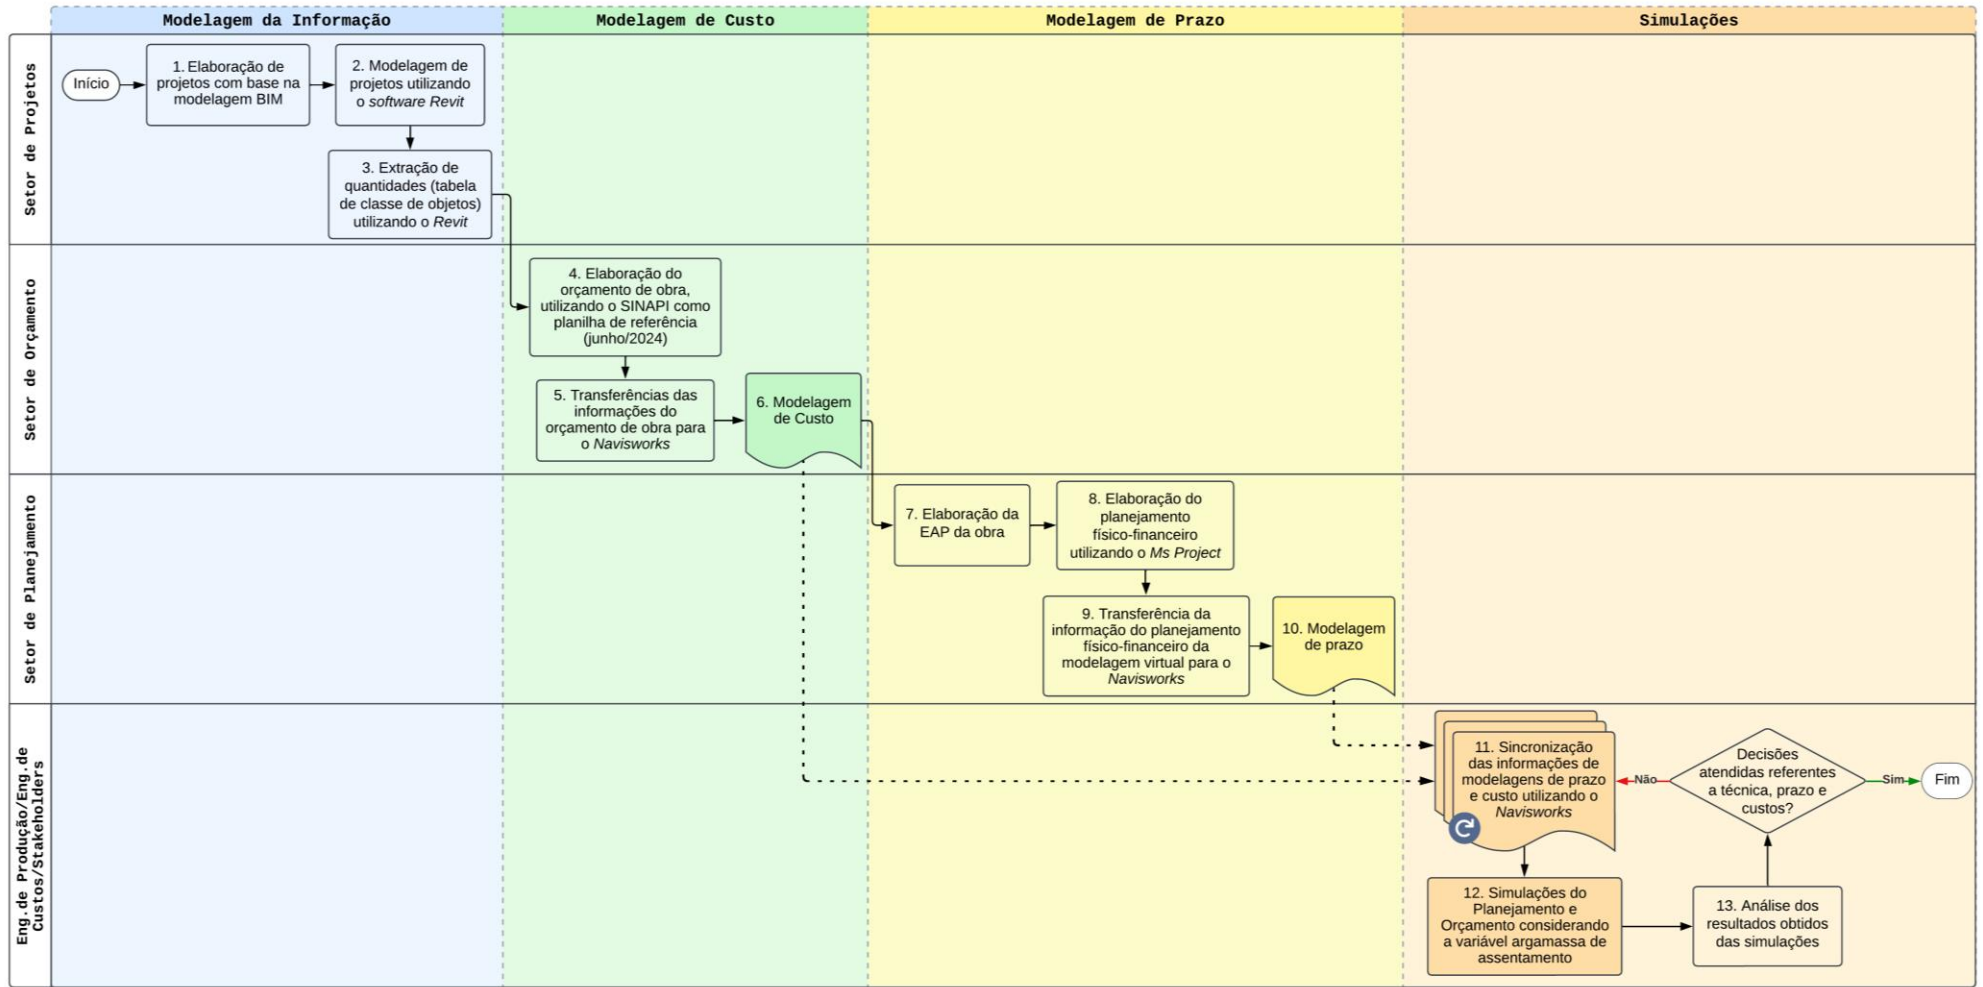 Modelagem da Informação
Modelagem de Custo
Modelagem de Prazo
Simulações
Setor de Projetos
Início
1. Elaboração de
projetos com base na
modelagem BIM
2. Modelagem de
projetos utilizando
o software Revit
3. Extração de
quantidades (tabela
de classe de objetos)
utilizando o Revit
Setor de Orçamento
4. Elaboração do
orçamento de obra,
utilizando o SINAPI como
planilha de referência
(junho/2024)
5. Transferências das
informações do
orçamento de obra para
o Navisworks
6. Modelagem
de Custo
Setor de Planejamento
7. Elaboração da
EAP da obra
8. Elaboração do
planejamento
físico-financeiro
utilizando o Ms Project
9. Transferência da
informação do planejamento
físico-financeiro da
modelagem virtual para o
Navisworks
10. Modelagem
de prazo
Eng.de Produção/Eng.de
Custos/Stakeholders
11. Sincronização
das informações de
modelagens de prazo
e custo utilizando o
Navisworks
12. Simulações do
Planejamento e
Orçamento considerando
a variável argamassa de
assentamento
13. Análise dos
resultados obtidos
das simulações
Decisões
atendidas referentes
a técnica, prazo e
custos?
Não
Sim
Fim